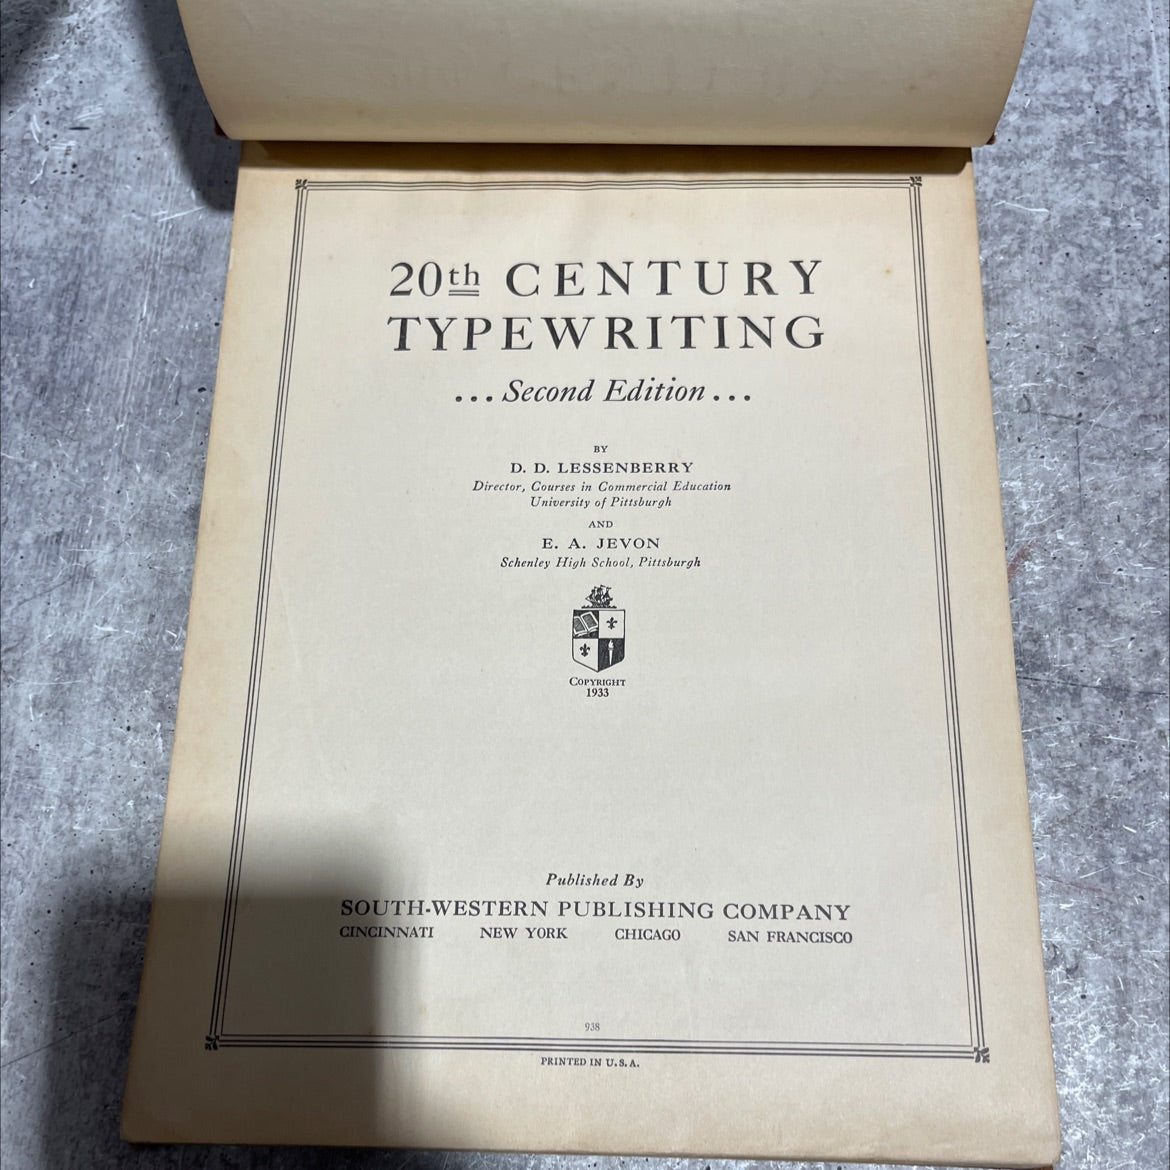 20th CENTURY
TYPEWRITING
... Second Edition ...
BY
D. D. LESSENBERRY
Director, Courses in Commercial Education
University of Pittsburgh
AND
E. A. JEVON
Schenley High School, Pittsburgh
COPYRIGHT
1933
Published By
SOUTH-WESTERN PUBLISHING COMPANY
CINCINNATI NEW YORK CHICAGO SAN FRANCISCO
938
PRINTED IN U. S. A.